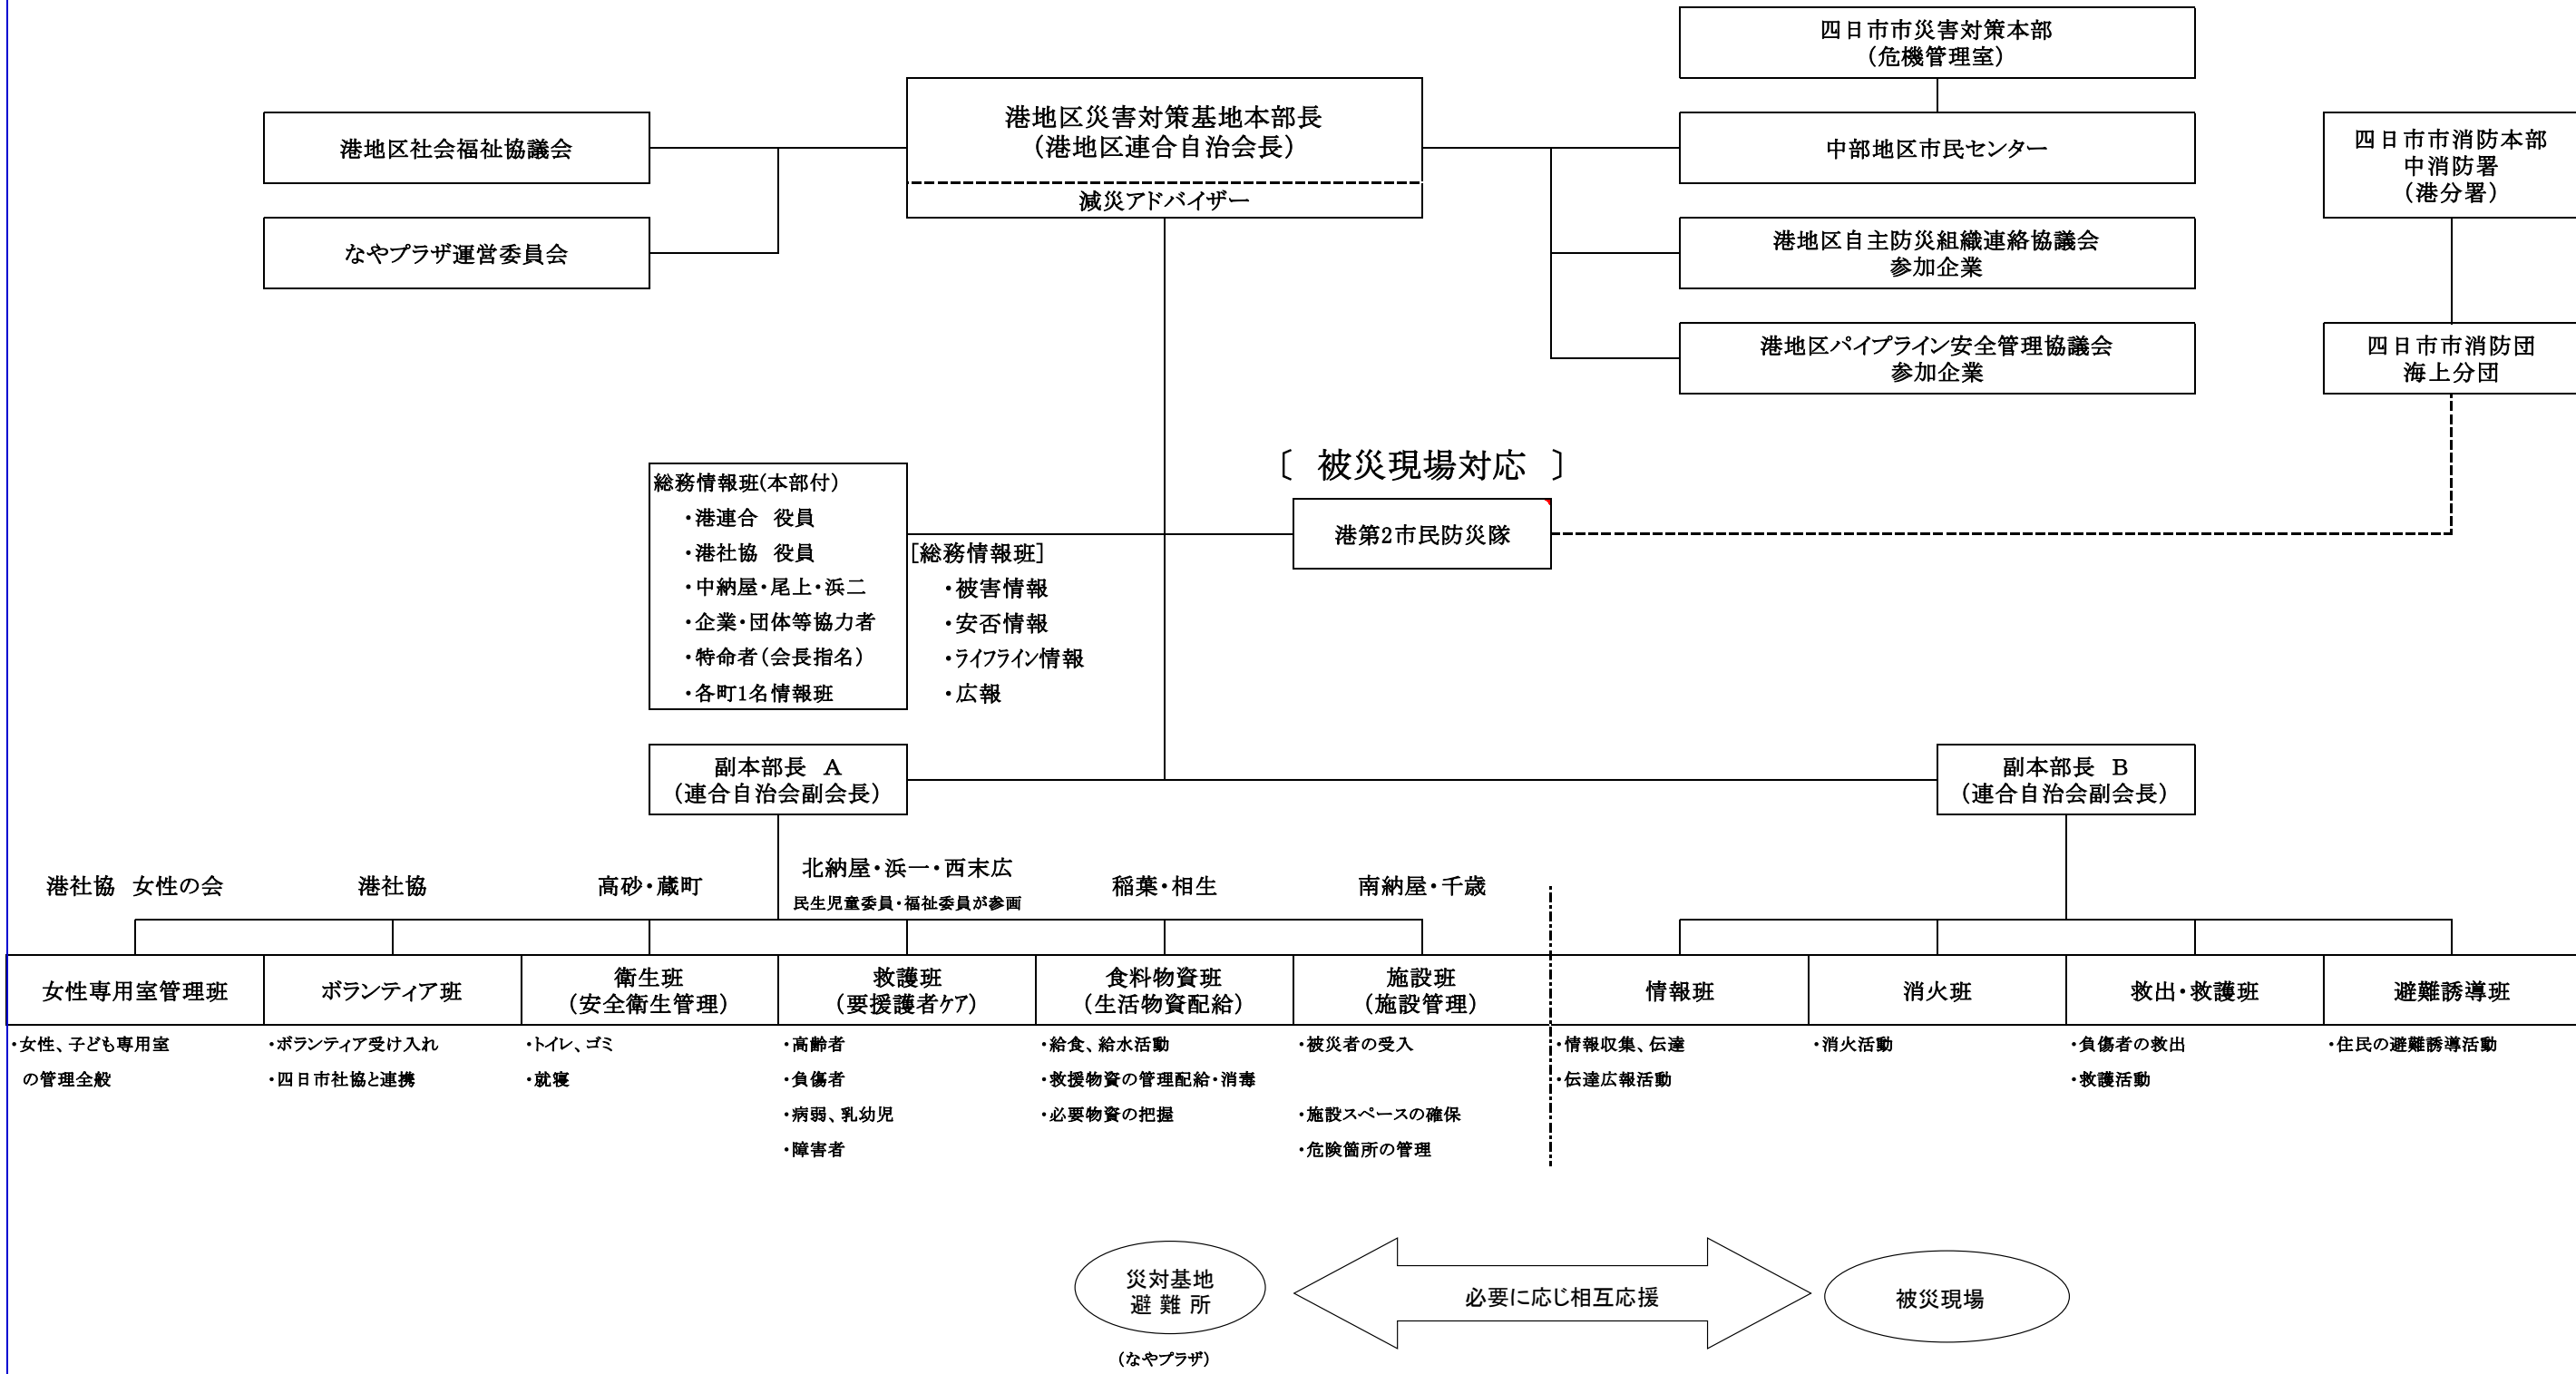 四日市市災害対策本部
(危機管理室)
港地区災害対策基地本部長
(港地区連合自治会長)
減災アドバイザー
港地区社会福祉協議会
なやプラザ運営委員会
中部地区市民センター
港地区自主防災組織連絡協議会
参加企業
港地区パイプライン安全管理協議会
参加企業
四日市市消防本部
中消防署
(港分署)
四日市市消防団
海上分団
〔 被災現場対応 〕
港第2市民防災隊
総務情報班(本部付)
・港連合 役員
・港社協 役員
・中納屋・尾上・浜二
・企業・団体等協力者
・特命者(会長指名)
・各町1名情報班
[総務情報班]
・被害情報
・安否情報
・ライフライン情報
・広報
副本部長 A
(連合自治会副会長)
副本部長 B
(連合自治会副会長)
港社協 女性の会
港社協
高砂・蔵町
北納屋・浜一・西末広
民生児童委員・福祉委員が参画
稲葉・相生
南納屋・千歳
女性専用室管理班
・女性、子ども専用室
の管理全般
ボランティア班
・ボランティア受け入れ
・四日市社協と連携
衛生班
(安全衛生管理)
・トイレ、ゴミ
・就寝
救護班
(要援護者ケア)
・高齢者
・負傷者
・病弱、乳幼児
・障害者
食料物資班
(生活物資配給)
・給食、給水活動
・救援物資の管理配給・消毒
・必要物資の把握
施設班
(施設管理)
・被災者の受入
・施設スペースの確保
・危険箇所の管理
情報班
・情報収集、伝達
・伝達広報活動
消火班
・消火活動
救出・救護班
・負傷者の救出
・救護活動
避難誘導班
・住民の避難誘導活動
災対基地
避 難 所
(なやプラザ)
必要に応じ相互応援
被災現場